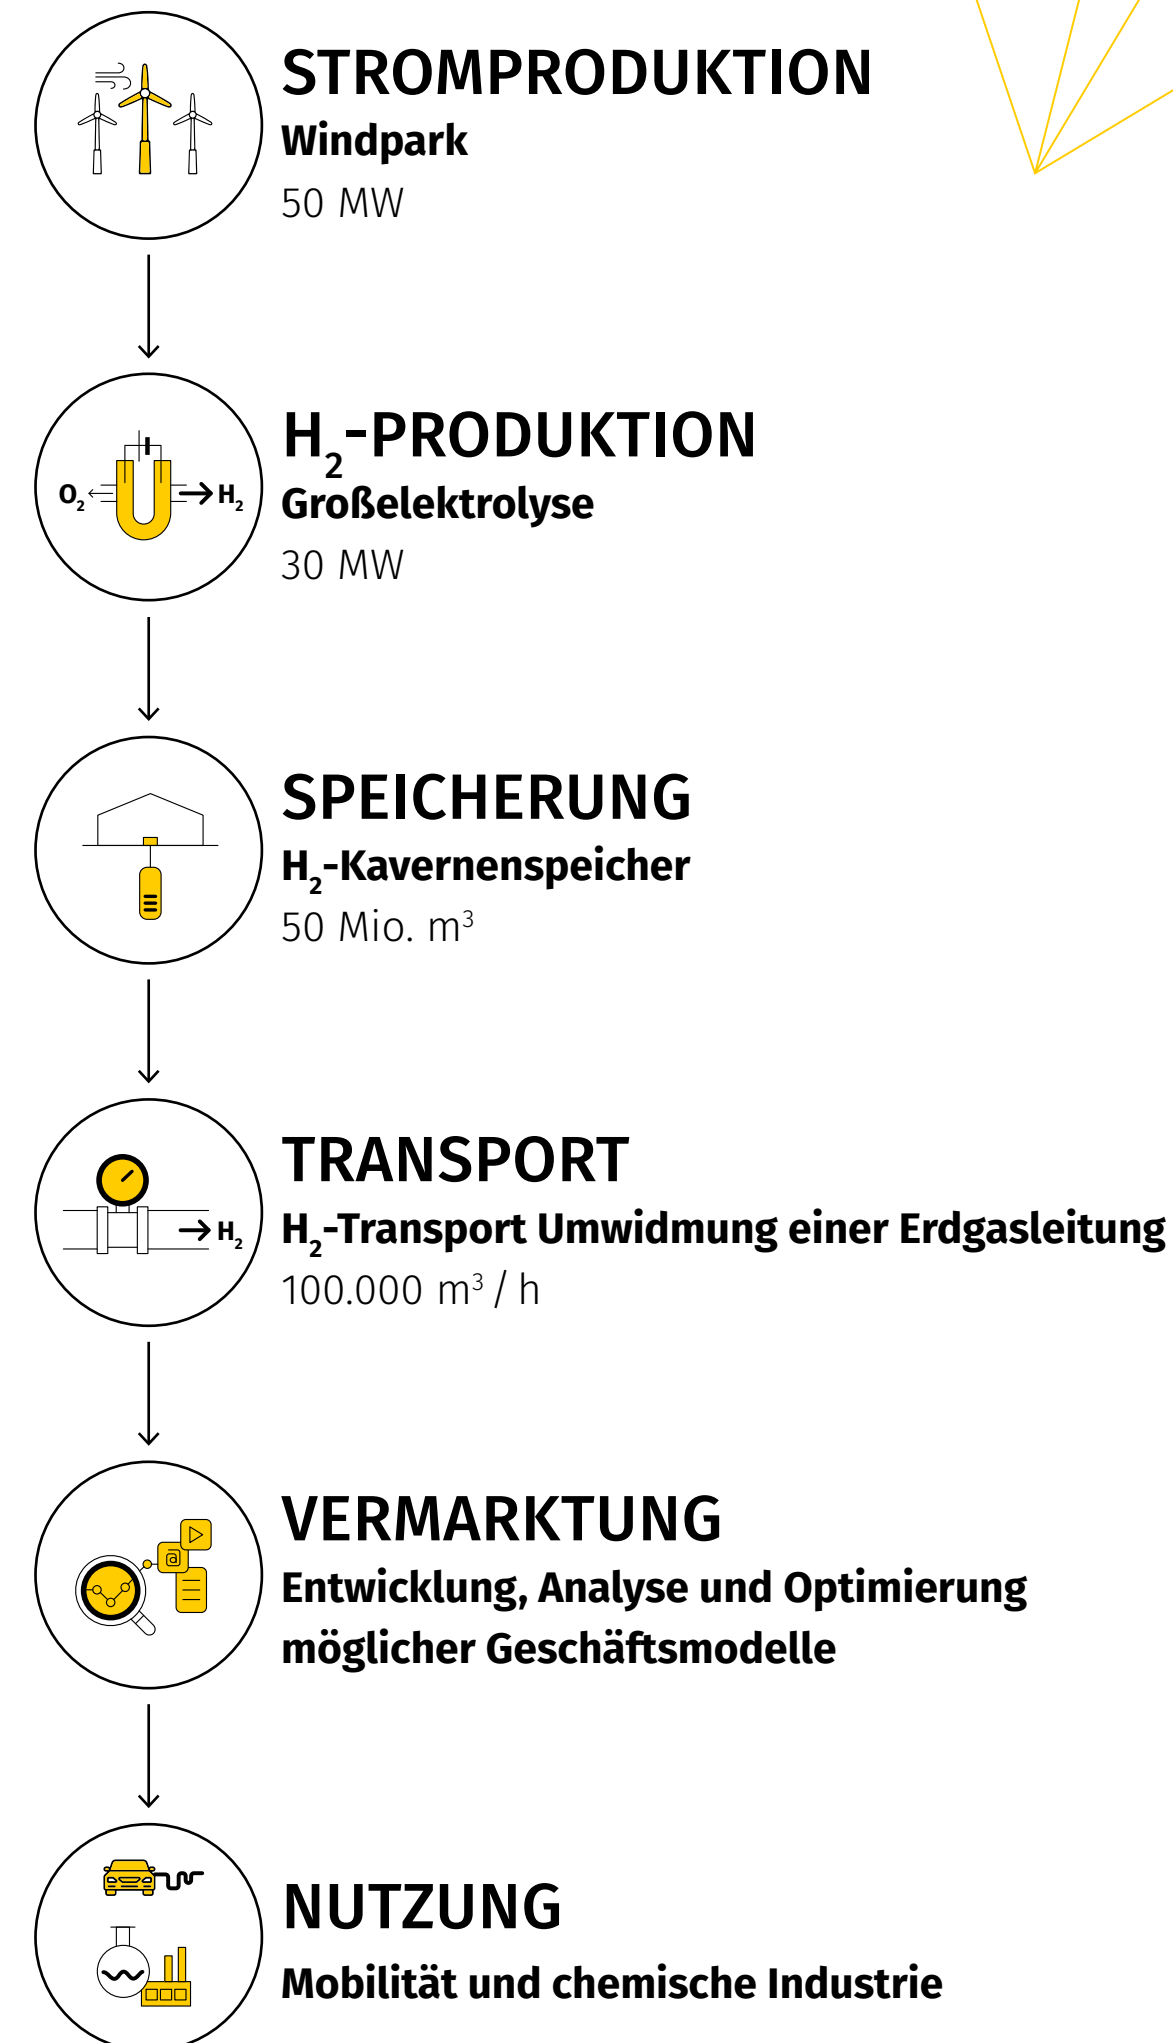 STROMPRODUKTION
Windpark
50 MW
H₂-PRODUKTION
Großelektrolyse
30 MW
O₂
H₂
SPEICHERUNG
H₂-Kavernenspeicher
50 Mio. m³
TRANSPORT
H₂-Transport Umwidmung einer Erdgasleitung
100.000 m³ / h
H₂
VERMARKTUNG
Entwicklung, Analyse und Optimierung
möglicher Geschäftsmodelle
@
NUTZUNG
Mobilität und chemische Industrie